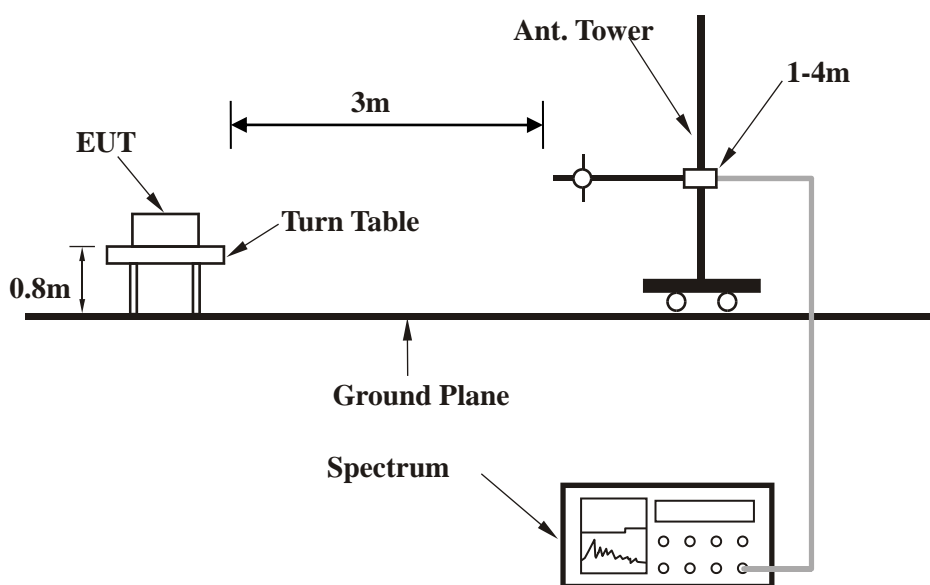 Ant. Tower
1-4m
3m
EUT
Turn Table
0.8m
Ground Plane
Spectrum